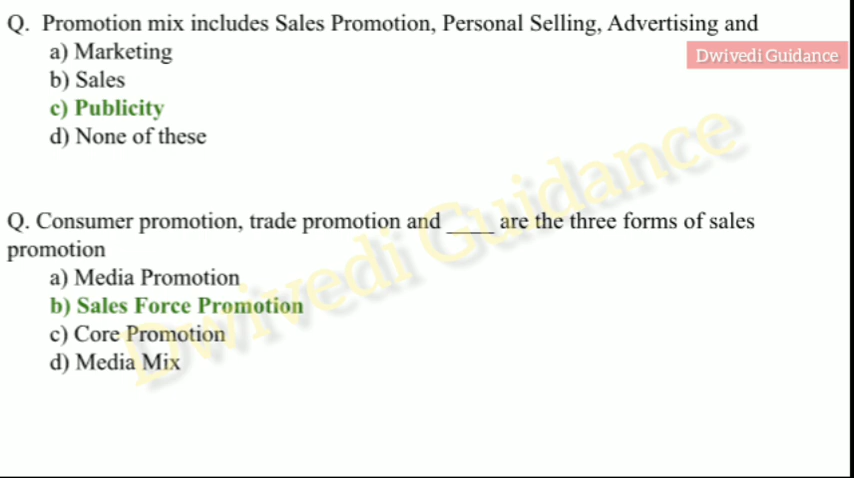 Q. Promotion mix includes Sales Promotion, Personal Selling, Advertising and
a) Marketing
Dwivedi Guidance
b) Sales
c) Publicity
d) None of these
Q. Consumer promotion, trade promotion and ____ are the three forms of sales
promotion
a) Media Promotion
b) Sales Force Promotion
c) Core Promotion
d) Media Mix
Dwivedi Guidance